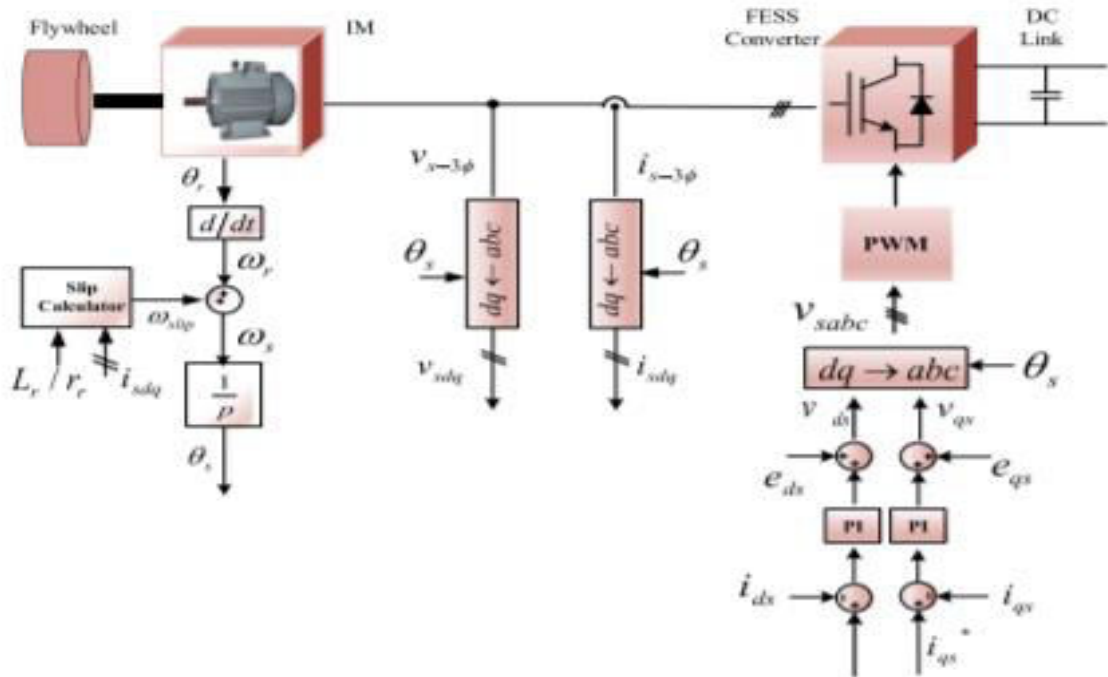 Flywheel
IM
FESS
Converter
DC
Link
θr
d/dt
ωr
Slip
Calculator
ωslip
ωs
Lr / rr
isdq
1
p
θs
vs-3ϕ
is-3ϕ
θs
dq ← abc
dq ← abc
θs
vsdq
isdq
PWM
vsabc
dq → abc
θs
v ds
vqs
eds
eqs
PI
PI
ids
iqs
iqs*